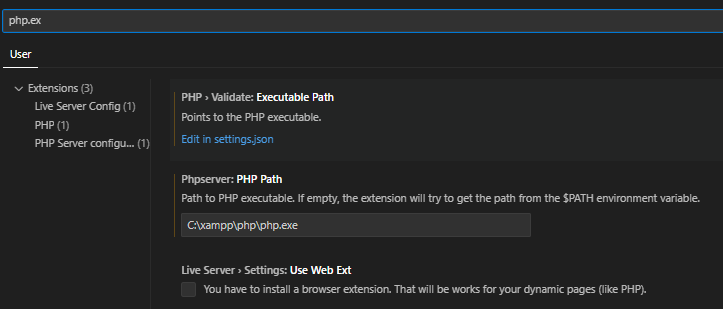 php.ex
User
Extensions (3)
Live Server Config (1)
PHP (1)
PHP Server configu... (1)
PHP › Validate: Executable Path
Points to the PHP executable.
Edit in settings.json
Phpserver: PHP Path
Path to PHP executable. If empty, the extension will try to get the path from the $PATH environment variable.
C:\xampp\php\php.exe
Live Server › Settings: Use Web Ext
You have to install a browser extension. That will be works for your dynamic pages (like PHP).